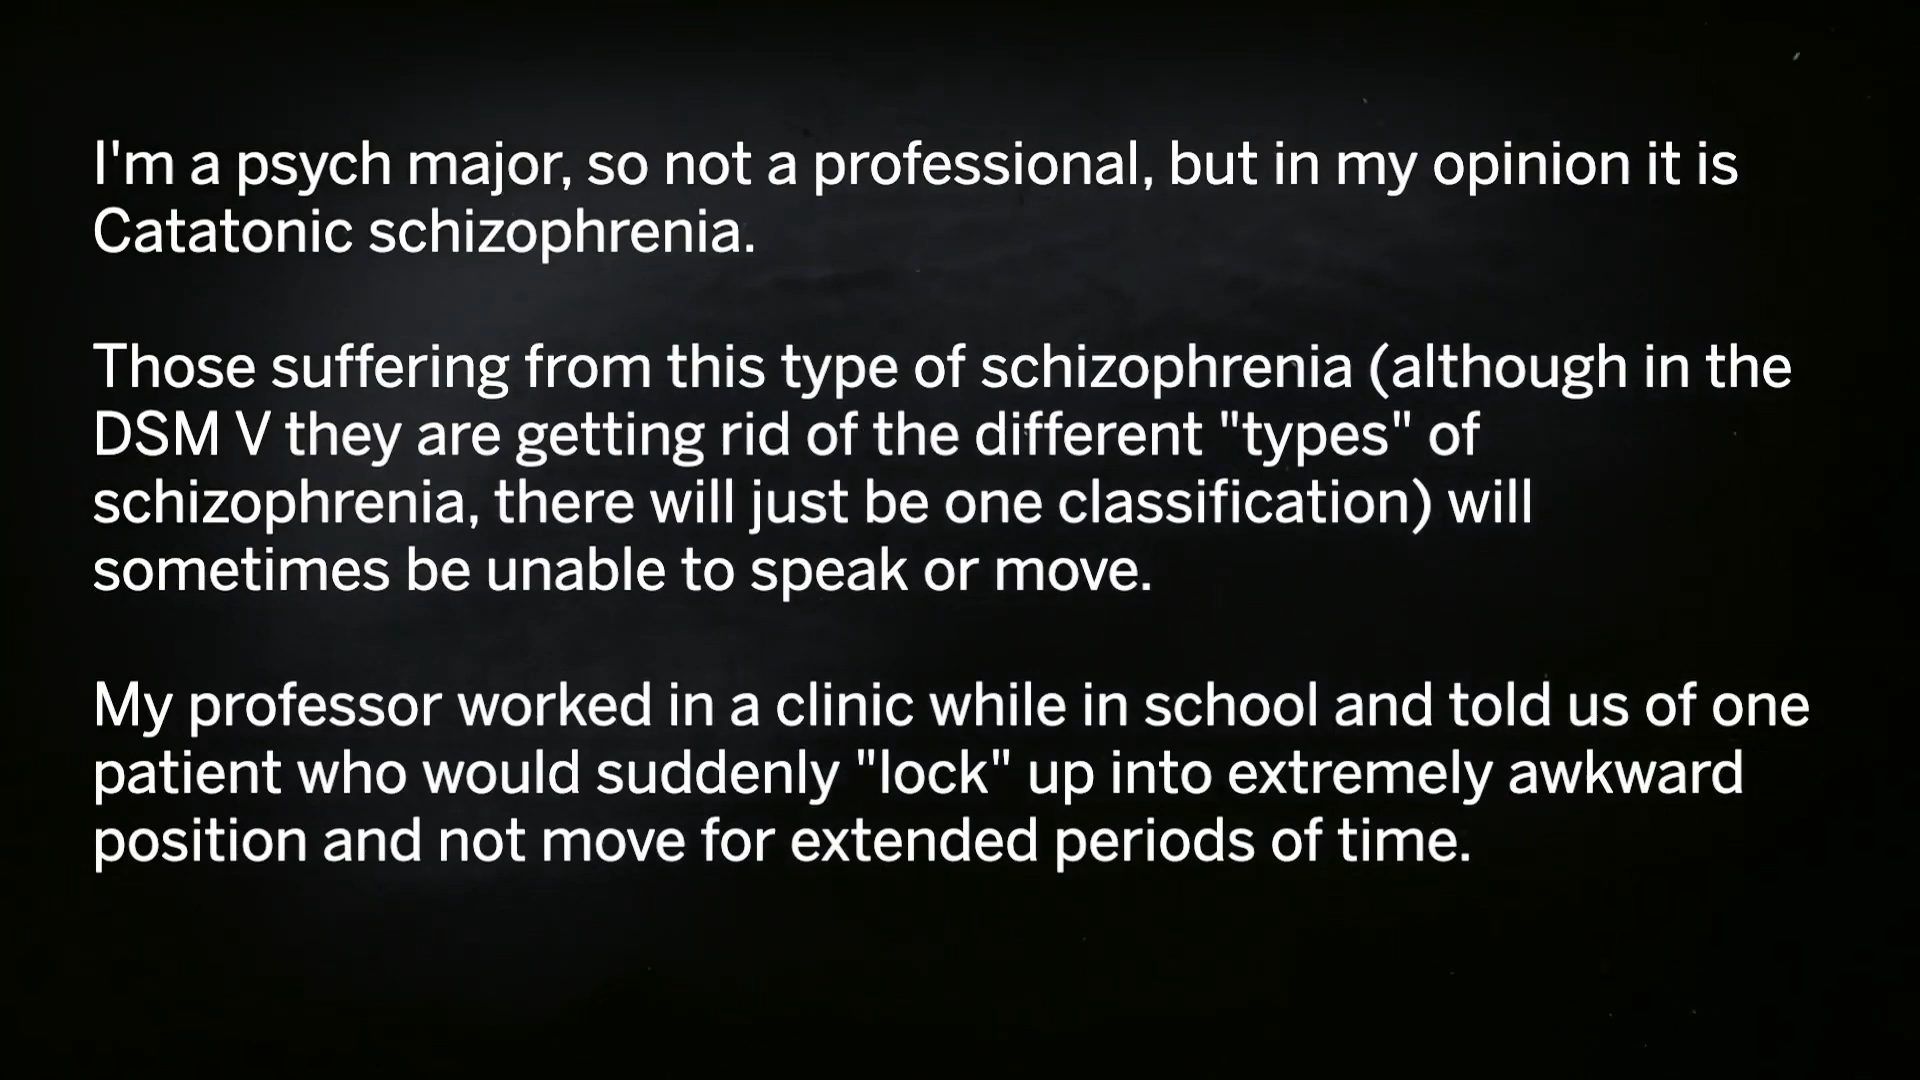 I'm a psych major, so not a professional, but in my opinion it is
Catatonic schizophrenia.
Those suffering from this type of schizophrenia (although in the
DSM V they are getting rid of the different "types" of
schizophrenia, there will just be one classification) will
sometimes be unable to speak or move.
My professor worked in a clinic while in school and told us of one
patient who would suddenly "lock" up into extremely awkward
position and not move for extended periods of time.